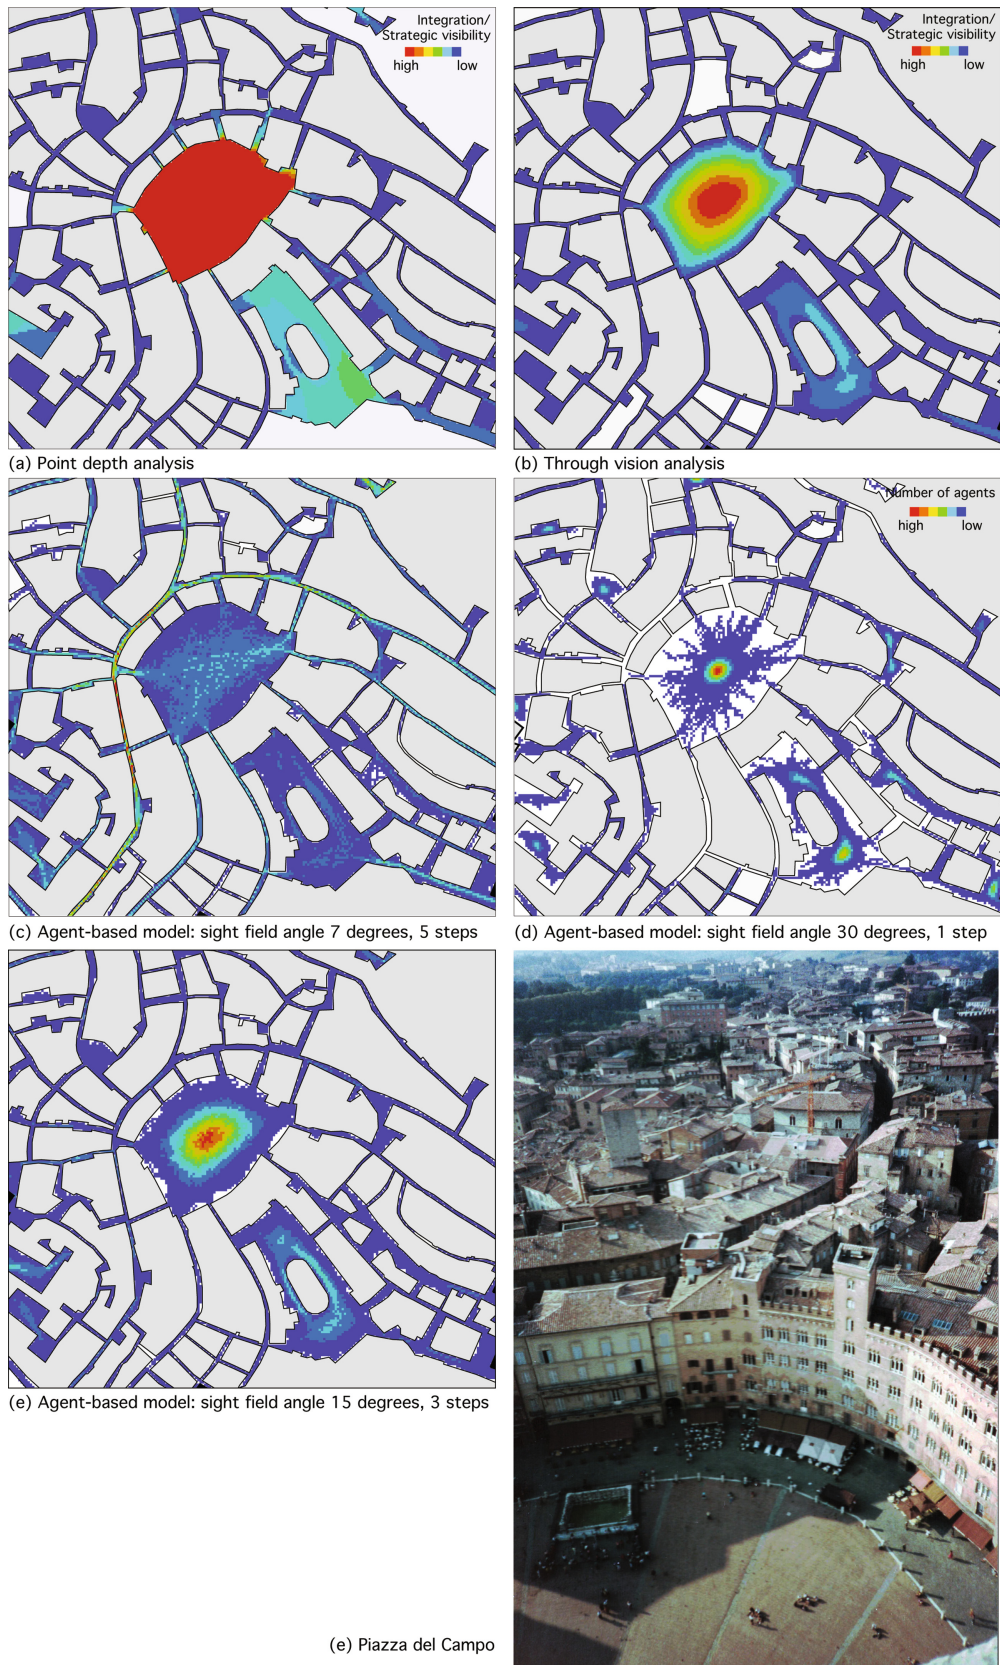 Integration/
Strategic visibility
high low
(a) Point depth analysis
Integration/
Strategic visibility
high low
(b) Through vision analysis
(c) Agent-based model: sight field angle 7 degrees, 5 steps
Number of agents
high low
(d) Agent-based model: sight field angle 30 degrees, 1 step
(e) Agent-based model: sight field angle 15 degrees, 3 steps
(e) Piazza del Campo